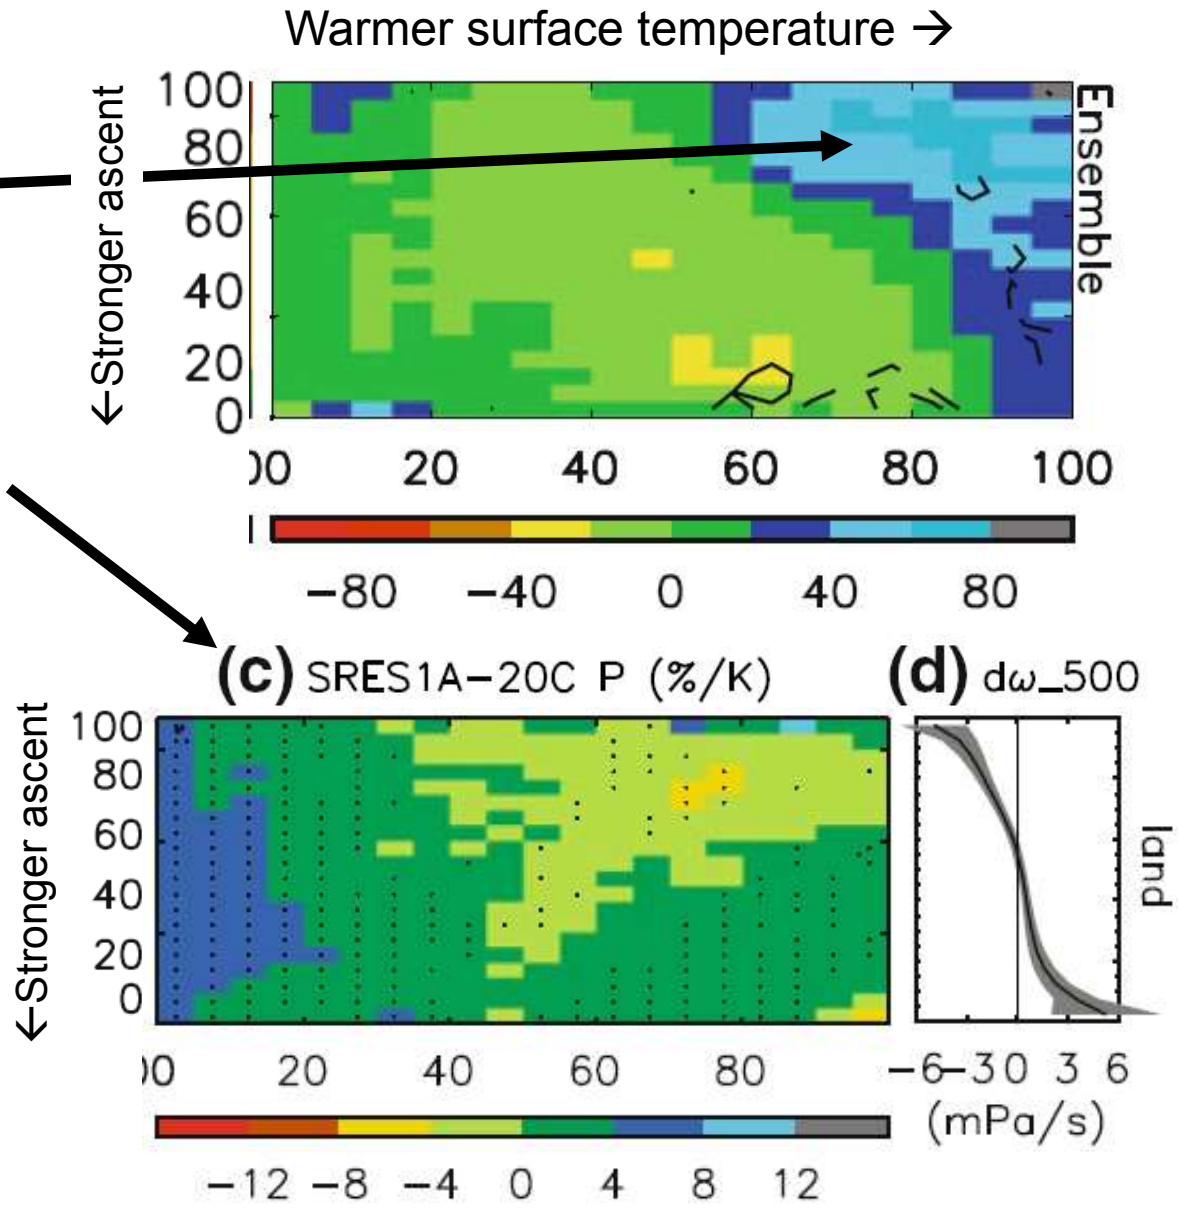 Warmer surface temperature →
←Stronger ascent
100
80
60
40
20
0
Ensemble
00 20 40 60 80 100
−80 −40 0 40 80
(c) SRES1A−20C P (%/K)
(d) dω_500
←Stronger ascent
100
80
60
40
20
0
land
00 20 40 60 80
−6 −3 0 3 6
(mPa/s)
−12 −8 −4 0 4 8 12